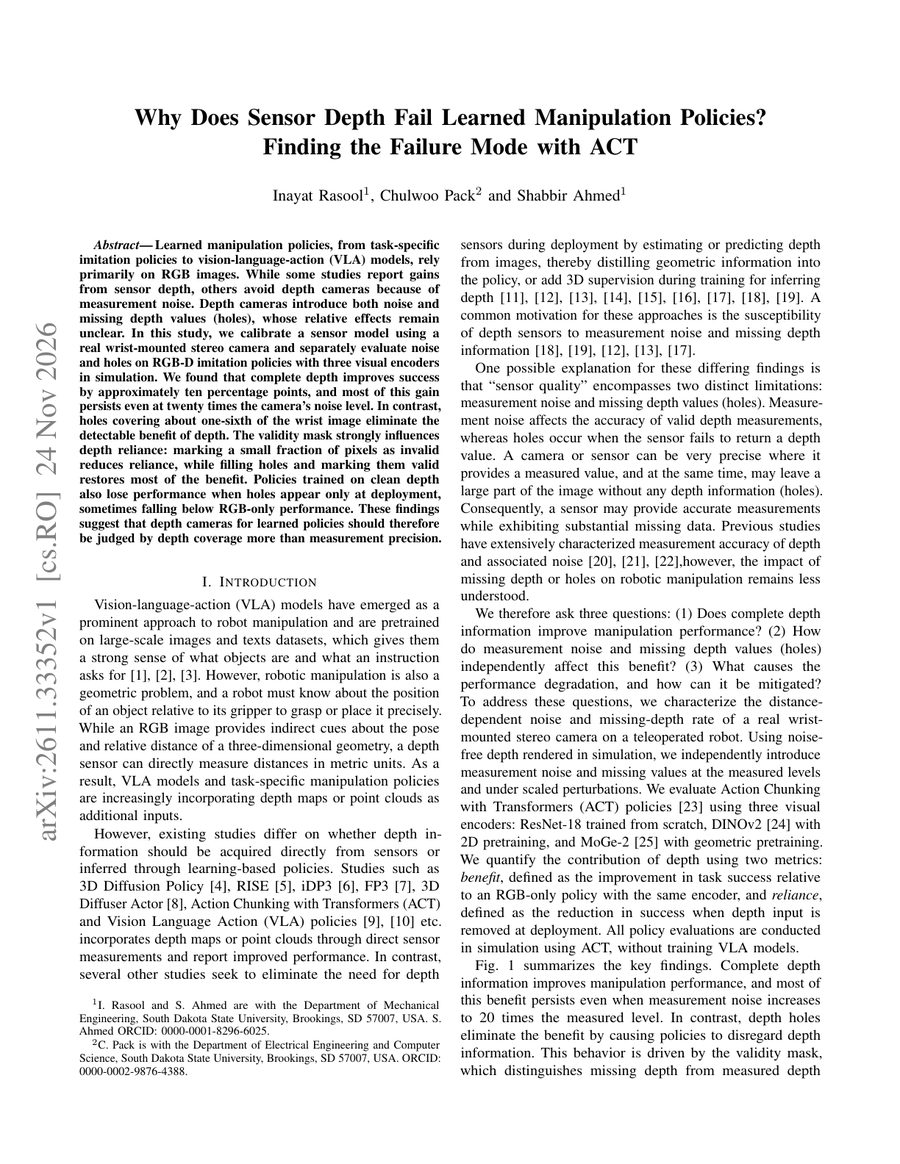 Why Does Sensor Depth Fail Learned Manipulation Policies?
Finding the Failure Mode with ACT
Inayat Rasool1, Chulwoo Pack2 and Shabbir Ahmed1
Abstract— Learned manipulation policies, from task-specific
imitation policies to vision-language-action (VLA) models, rely
primarily on RGB images. While some studies report gains
from sensor depth, others avoid depth cameras because of
measurement noise. Depth cameras introduce both noise and
missing depth values (holes), whose relative effects remain
unclear. In this study, we calibrate a sensor model using a
real wrist-mounted stereo camera and separately evaluate noise
and holes on RGB-D imitation policies with three visual encoders
in simulation. We found that complete depth improves success
by approximately ten percentage points, and most of this gain
persists even at twenty times the camera's noise level. In contrast,
holes covering about one-sixth of the wrist image eliminate the
detectable benefit of depth. The validity mask strongly influences
depth reliance: marking a small fraction of pixels as invalid
reduces reliance, while filling holes and marking them valid
restores most of the benefit. Policies trained on clean depth
also lose performance when holes appear only at deployment,
sometimes falling below RGB-only performance. These findings
suggest that depth cameras for learned policies should therefore
be judged by depth coverage more than measurement precision.
I. INTRODUCTION
Vision-language-action (VLA) models have emerged as a
prominent approach to robot manipulation and are pretrained
on large-scale images and texts datasets, which gives them
a strong sense of what objects are and what an instruction
asks for [1], [2], [3]. However, robotic manipulation is also a
geometric problem, and a robot must know about the position
of an object relative to its gripper to grasp or place it precisely.
While an RGB image provides indirect cues about the pose
and relative distance of a three-dimensional geometry, a depth
sensor can directly measure distances in metric units. As a
result, VLA models and task-specific manipulation policies
are increasingly incorporating depth maps or point clouds as
additional inputs.
However, existing studies differ on whether depth in-
formation should be acquired directly from sensors or
inferred through learning-based policies. Studies such as
3D Diffusion Policy [4], RISE [5], iDP3 [6], FP3 [7], 3D
Diffuser Actor [8], Action Chunking with Transformers (ACT)
and Vision Language Action (VLA) policies [9], [10] etc.
incorporates depth maps or point clouds through direct sensor
measurements and report improved performance. In contrast,
several other studies seek to eliminate the need for depth
1I. Rasool and S. Ahmed are with the Department of Mechanical
Engineering, South Dakota State University, Brookings, SD 57007, USA. S.
Ahmed ORCID: 0000-0001-8296-6025.
2C. Pack is with the Department of Electrical Engineering and Computer
Science, South Dakota State University, Brookings, SD 57007, USA. ORCID:
0000-0002-9876-4388.
sensors during deployment by estimating or predicting depth
from images, thereby distilling geometric information into
the policy, or add 3D supervision during training for inferring
depth [11], [12], [13], [14], [15], [16], [17], [18], [19]. A
common motivation for these approaches is the susceptibility
of depth sensors to measurement noise and missing depth
information [18], [19], [12], [13], [17].
One possible explanation for these differing findings is
that “sensor quality” encompasses two distinct limitations:
measurement noise and missing depth values (holes). Measure-
ment noise affects the accuracy of valid depth measurements,
whereas holes occur when the sensor fails to return a depth
value. A camera or sensor can be very precise where it
provides a measured value, and at the same time, may leave a
large part of the image without any depth information (holes).
Consequently, a sensor may provide accurate measurements
while exhibiting substantial missing data. Previous studies
have extensively characterized measurement accuracy of depth
and associated noise [20], [21], [22],however, the impact of
missing depth or holes on robotic manipulation remains less
understood.
We therefore ask three questions: (1) Does complete depth
information improve manipulation performance? (2) How
do measurement noise and missing depth values (holes)
independently affect this benefit? (3) What causes the
performance degradation, and how can it be mitigated?
To address these questions, we characterize the distance-
dependent noise and missing-depth rate of a real wrist-
mounted stereo camera on a teleoperated robot. Using noise-
free depth rendered in simulation, we independently introduce
measurement noise and missing values at the measured levels
and under scaled perturbations. We evaluate Action Chunking
with Transformers (ACT) policies [23] using three visual
encoders: ResNet-18 trained from scratch, DINOv2 [24] with
2D pretraining, and MoGe-2 [25] with geometric pretraining.
We quantify the contribution of depth using two metrics:
benefit, defined as the improvement in task success relative
to an RGB-only policy with the same encoder, and reliance,
defined as the reduction in success when depth input is
removed at deployment. All policy evaluations are conducted
in simulation using ACT, without training VLA models.
Fig. 1 summarizes the key findings. Complete depth
information improves manipulation performance, and most of
this benefit persists even when measurement noise increases
to 20 times the measured level. In contrast, depth holes
eliminate the benefit by causing policies to disregard depth
information. This behavior is driven by the validity mask,
which distinguishes missing depth from measured depth
arXiv:2611.33352v1 [cs.RO] 24 Nov 2026